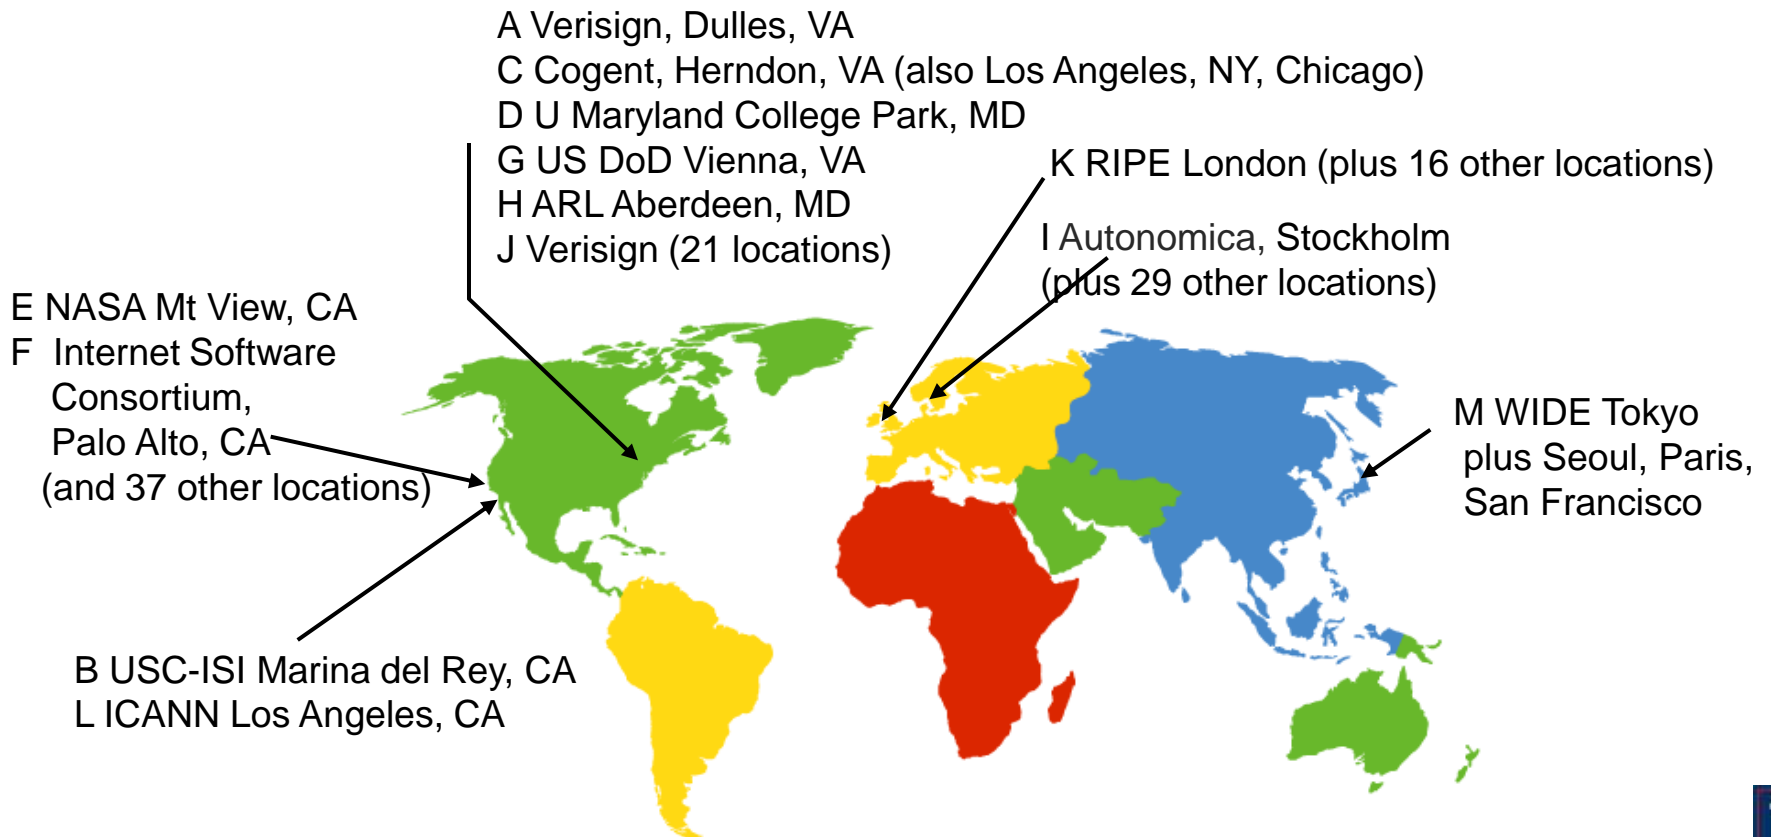 A Verisign, Dulles, VA
C Cogent, Herndon, VA (also Los Angeles, NY, Chicago)
D U Maryland College Park, MD
G US DoD Vienna, VA
H ARL Aberdeen, MD
J Verisign (21 locations)
K RIPE London (plus 16 other locations)
I Autonomica, Stockholm
(plus 29 other locations)
E NASA Mt View, CA
F Internet Software
Consortium,
Palo Alto, CA
(and 37 other locations)
M WIDE Tokyo
plus Seoul, Paris,
San Francisco
B USC-ISI Marina del Rey, CA
L ICANN Los Angeles, CA